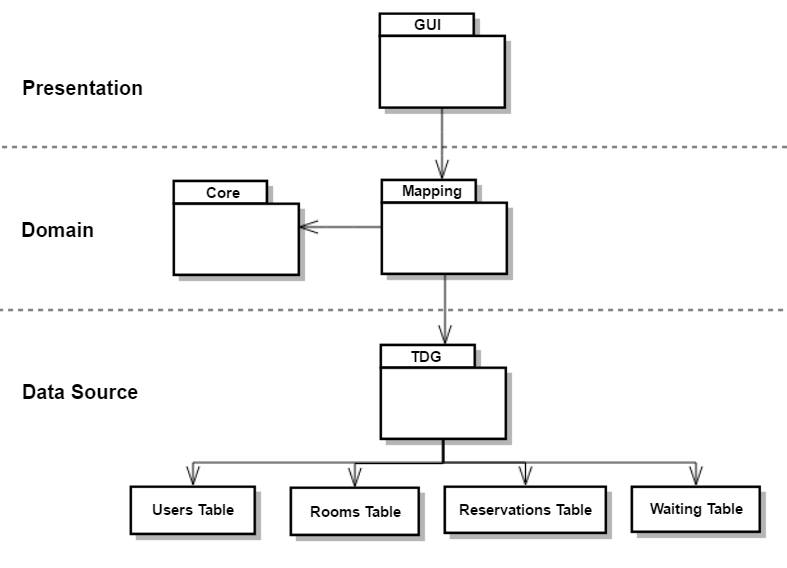 GUI
Presentation
Core
Mapping
Domain
TDG
Data Source
Users Table
Rooms Table
Reservations Table
Waiting Table